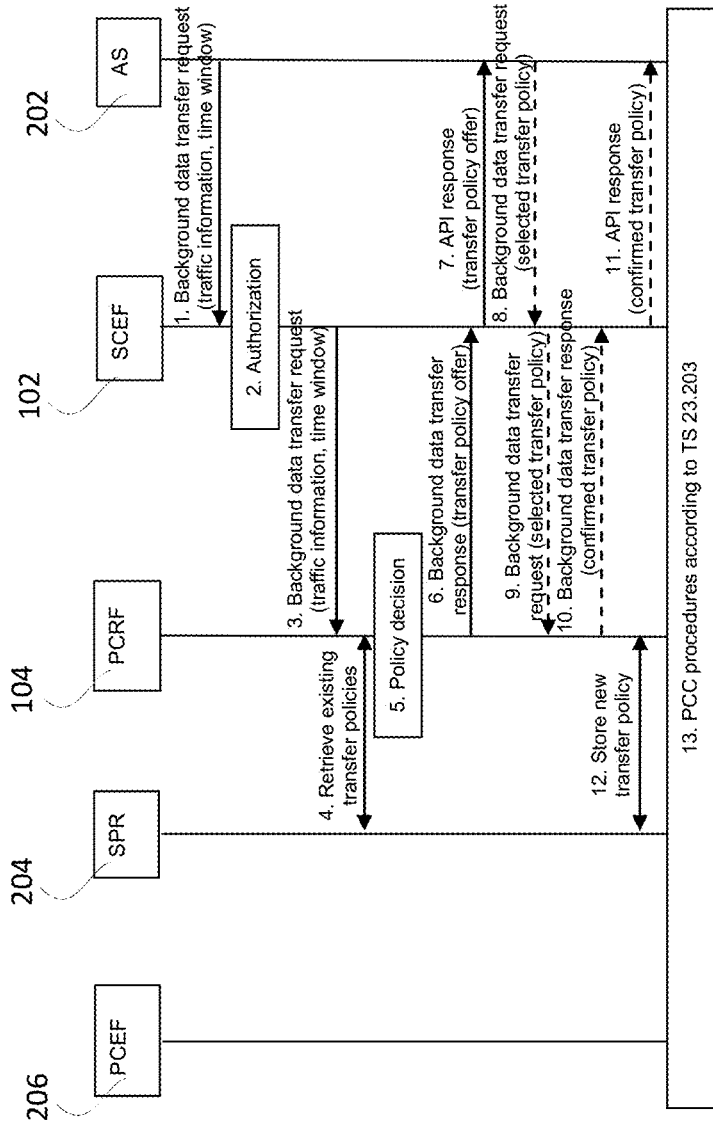 206
204
104
102
202
PCEF
SPR
PCRF
SCEF
AS
1. Background data transfer request
(traffic information, time window)
2. Authorization
3. Background data transfer request
(traffic information, time window)
4. Retrieve existing
transfer policies
5. Policy decision
6. Background data transfer
response (transfer policy offer)
7. API response
(transfer policy offer)
8. Background data transfer request
(selected transfer policy)
9. Background data transfer
request (selected transfer policy)
10. Background data transfer response
(confirmed transfer policy)
11. API response
(confirmed transfer policy)
12. Store new
transfer policy
13. PCC procedures according to TS 23.203